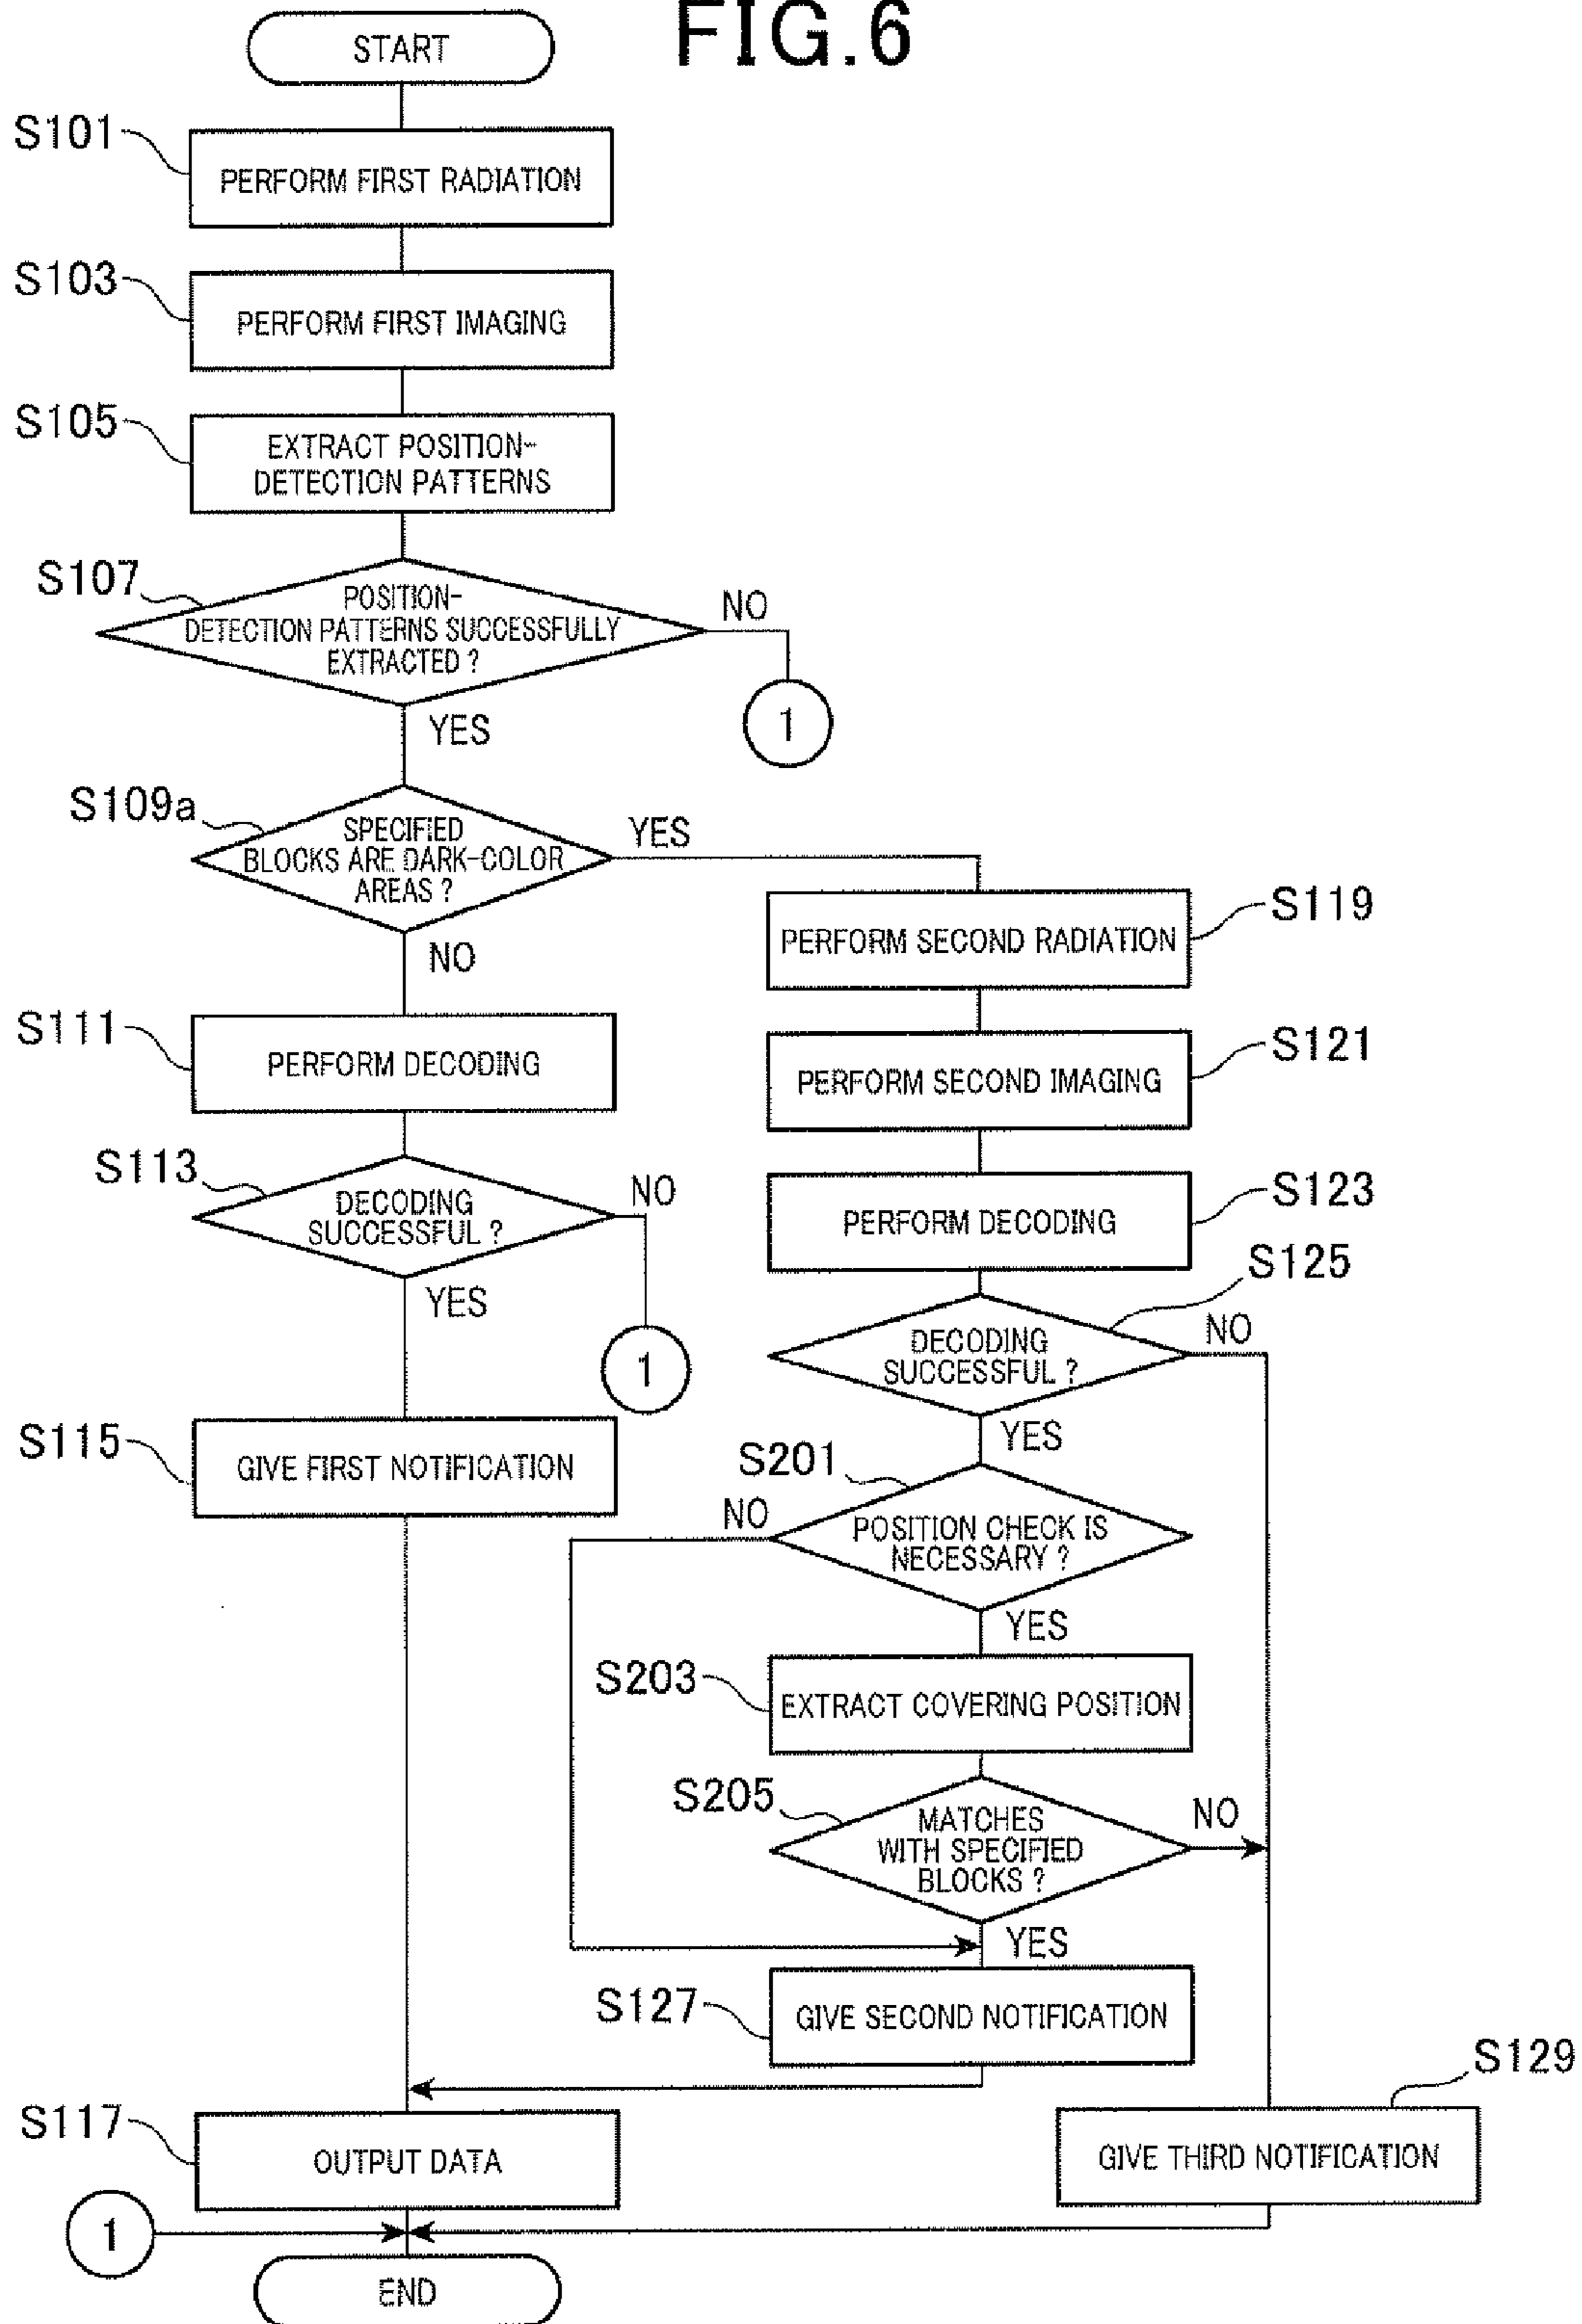 FIG.6
START
S101
PERFORM FIRST RADIATION
S103
PERFORM FIRST IMAGING
S105
EXTRACT POSITION-
DETECTION PATTERNS
S107
POSITION-
DETECTION PATTERNS SUCCESSFULLY
EXTRACTED ?
NO
1
YES
S109a
SPECIFIED
BLOCKS ARE DARK-COLOR
AREAS ?
YES
NO
S119
PERFORM SECOND RADIATION
S111
PERFORM DECODING
S121
PERFORM SECOND IMAGING
S113
DECODING
SUCCESSFUL ?
NO
1
YES
S123
PERFORM DECODING
S125
DECODING
SUCCESSFUL ?
NO
YES
S115
GIVE FIRST NOTIFICATION
S201
POSITION CHECK IS
NECESSARY ?
NO
YES
S203
EXTRACT COVERING POSITION
S205
MATCHES
WITH SPECIFIED
BLOCKS ?
NO
YES
S127
GIVE SECOND NOTIFICATION
S129
GIVE THIRD NOTIFICATION
S117
OUTPUT DATA
1
END